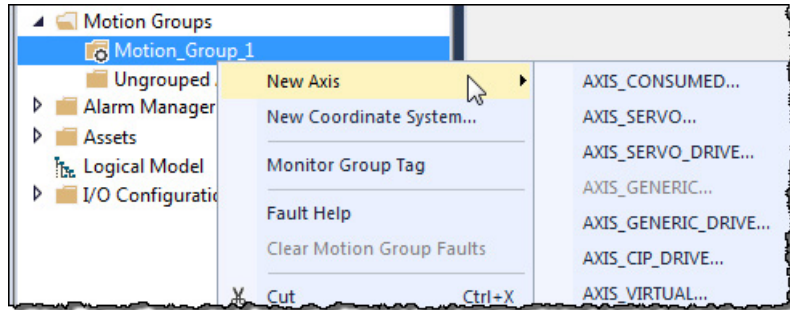 Motion Groups
Motion_Group_1
Ungrouped
Alarm Manager
Assets
Logical Model
I/O Configuratio
New Axis
New Coordinate System...
Monitor Group Tag
Fault Help
Clear Motion Group Faults
Cut Ctrl+X
AXIS_CONSUMED...
AXIS_SERVO...
AXIS_SERVO_DRIVE...
AXIS_GENERIC...
AXIS_GENERIC_DRIVE...
AXIS_CIP_DRIVE...
AXIS_VIRTUAL...